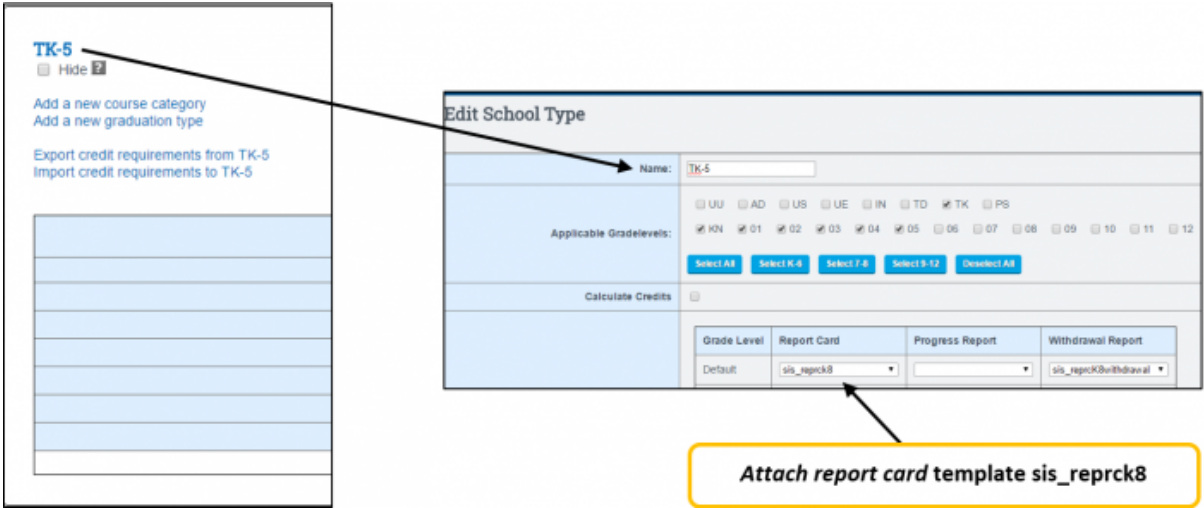 TK-5
Hide ?
Add a new course category
Add a new graduation type
Export credit requirements from TK-5
Import credit requirements to TK-5
Edit School Type
Name: TK-5
UU AD US UE IN TD TK PS
Applicable Gradelevels:
KN 01 02 03 04 05 06 07 08 09 10 11 12
Select All Select K-6 Select 7-8 Select 9-12 Deselect All
Calculate Credits
Grade Level Report Card Progress Report Withdrawal Report
Default sis_reprck8 sis_reprcK8withdrawal
Attach report card template sis_reprck8